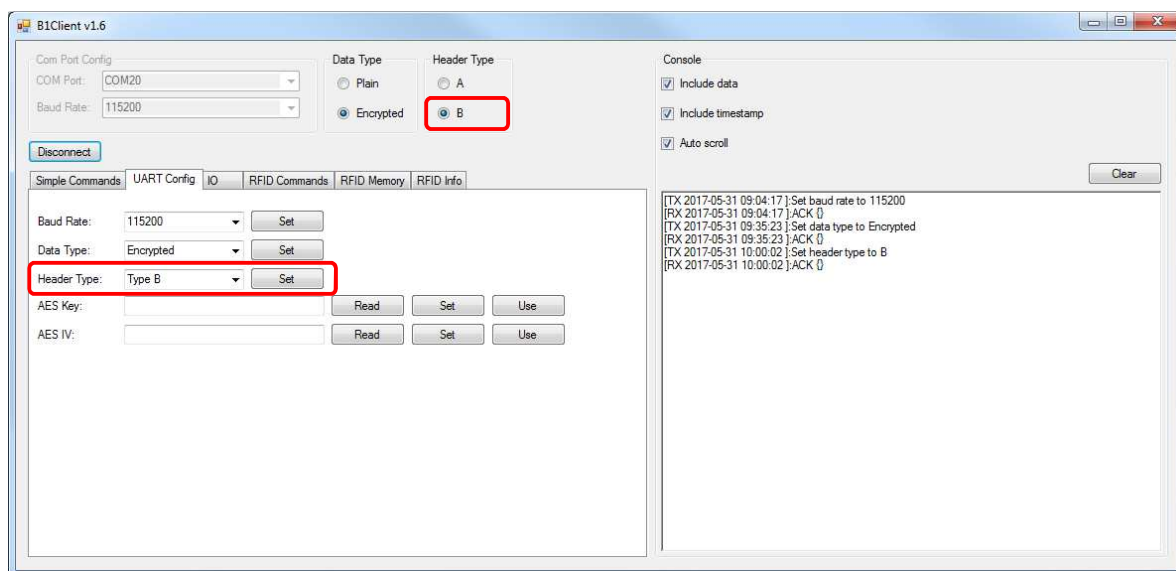 B1Client v1.6
Com Port Config
COM Port: COM20
Baud Rate: 115200
Data Type
Plain
Encrypted
Header Type
A
B
Disconnect
Simple Commands UART Config IO RFID Commands RFID Memory RFID Info
Baud Rate: 115200 Set
Data Type: Encrypted Set
Header Type: Type B Set
AES Key: Read Set Use
AES IV: Read Set Use
Console
Include data
Include timestamp
Auto scroll
Clear
[TX 2017-05-31 09:04:17 ]:Set baud rate to 115200
[RX 2017-05-31 09:04:17 ]:ACK {}
[TX 2017-05-31 09:35:23 ]:Set data type to Encrypted
[RX 2017-05-31 09:35:23 ]:ACK {}
[TX 2017-05-31 10:00:02 ]:Set header type to B
[RX 2017-05-31 10:00:02 ]:ACK {}